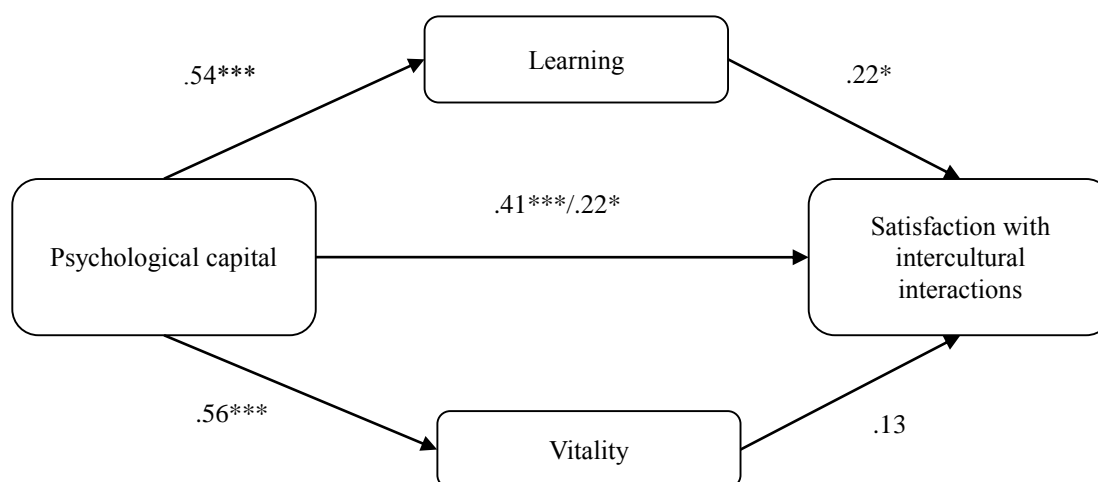 Learning
.54***
.22*
.41***/.22*
Psychological capital
Satisfaction with
intercultural
interactions
.56***
.13
Vitality